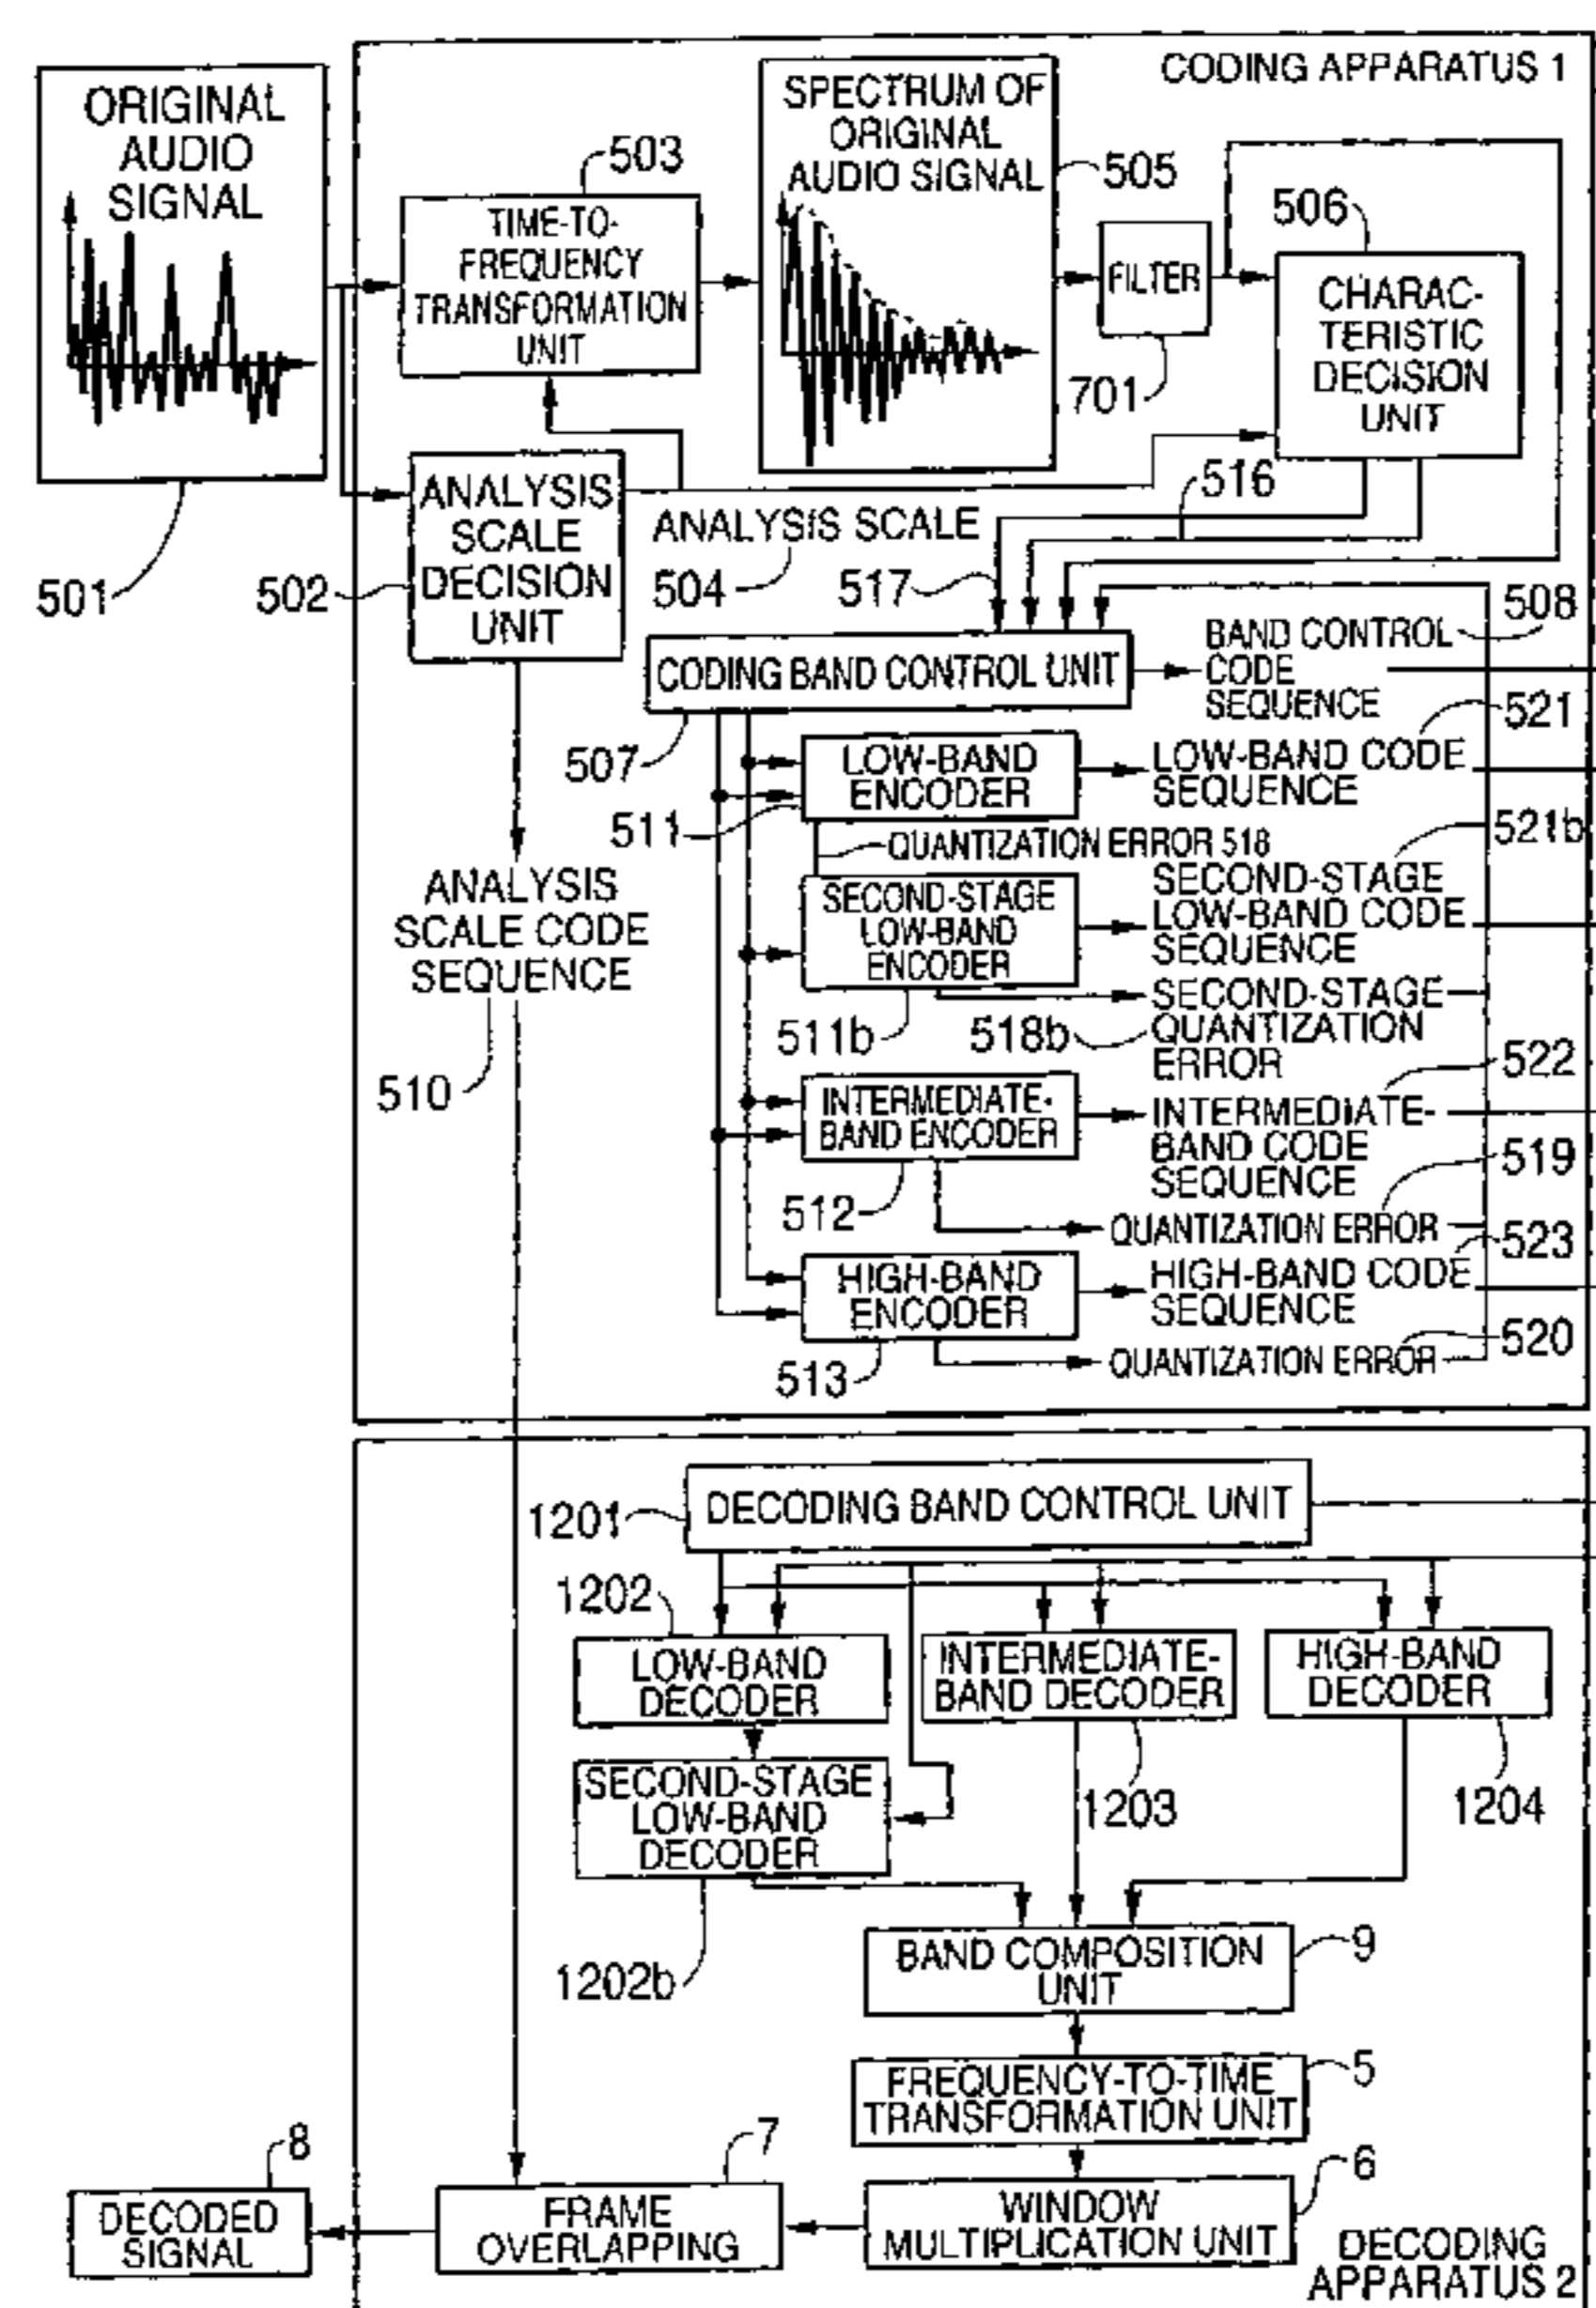 CODING APPARATUS 1
ORIGINAL
AUDIO
SIGNAL
501
503
TIME-TO-
FREQUENCY
TRANSFORMATION
UNIT
SPECTRUM OF
ORIGINAL
AUDIO SIGNAL
505
FILTER
701
506
CHARAC-
TERISTIC
DECISION
UNIT
ANALYSIS
SCALE
DECISION
UNIT
502
ANALYSIS SCALE
504
517
516
508
CODING BAND CONTROL UNIT
507
BAND CONTROL
CODE
SEQUENCE
521
LOW-BAND
ENCODER
511
LOW-BAND CODE
SEQUENCE
QUANTIZATION ERROR 518
521b
SECOND-STAGE
LOW-BAND
ENCODER
511b
SECOND-STAGE
LOW-BAND CODE
SEQUENCE
518b
SECOND-STAGE
QUANTIZATION
ERROR
ANALYSIS
SCALE CODE
SEQUENCE
510
522
INTERMEDIATE-
BAND ENCODER
512
INTERMEDIATE-
BAND CODE
SEQUENCE
519
QUANTIZATION ERROR
523
HIGH-BAND
ENCODER
513
HIGH-BAND CODE
SEQUENCE
520
QUANTIZATION ERROR
1201
DECODING BAND CONTROL UNIT
1202
LOW-BAND
DECODER
INTERMEDIATE-
BAND DECODER
1203
HIGH-BAND
DECODER
1204
SECOND-STAGE
LOW-BAND
DECODER
1202b
BAND COMPOSITION
UNIT
9
FREQUENCY-TO-TIME
TRANSFORMATION UNIT
5
WINDOW
MULTIPLICATION UNIT
6
7
FRAME
OVERLAPPING
8
DECODED
SIGNAL
DECODING
APPARATUS 2